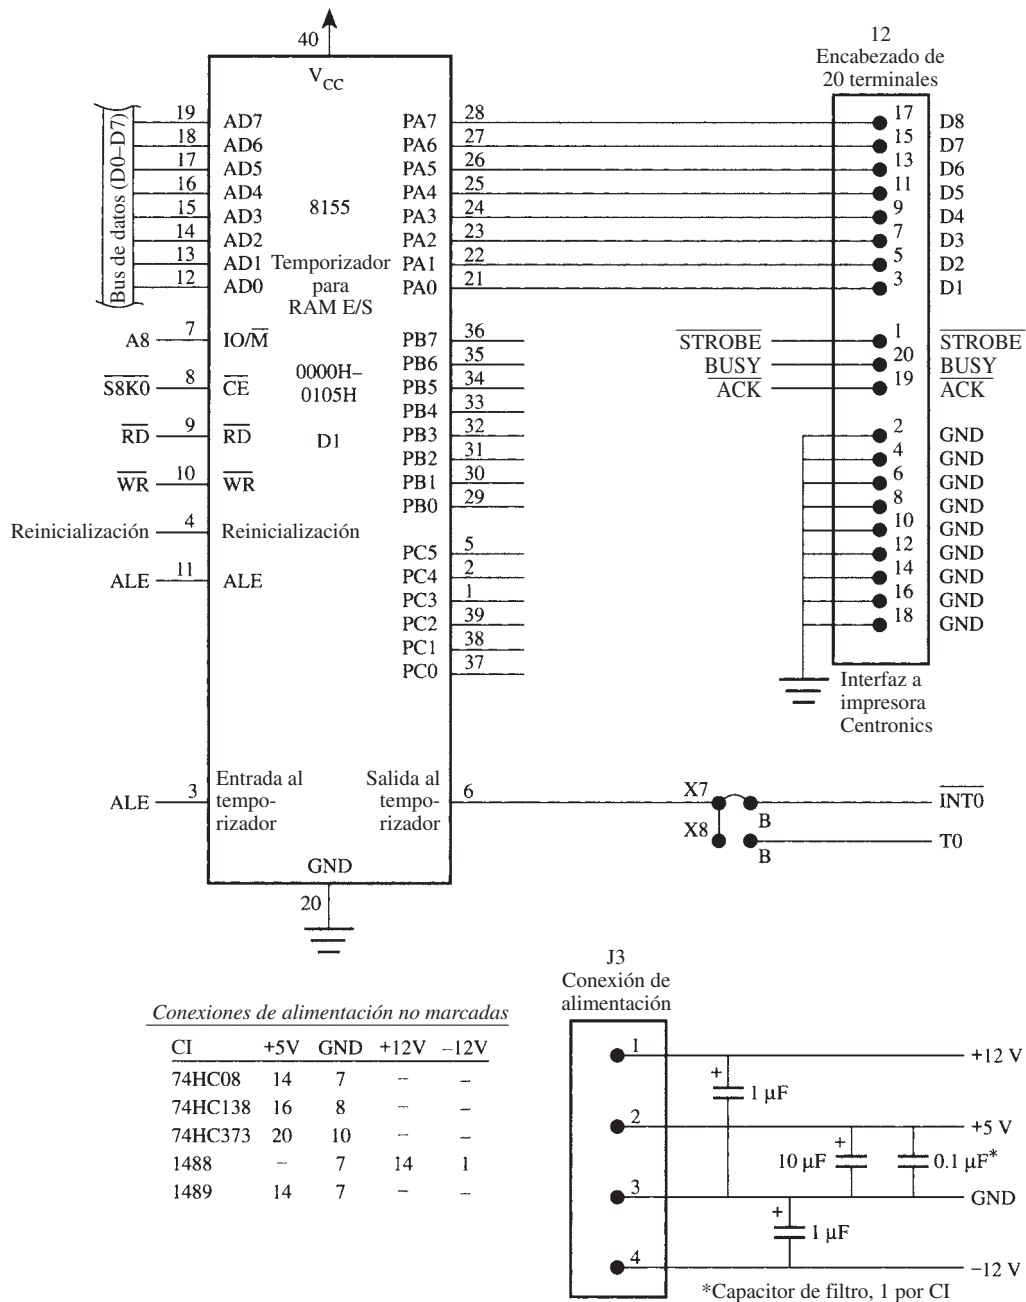 40
V_CC
12
Encabezado de
20 terminales
Bus de datos (D0–D7)
19 AD7 PA7 28 17 D8
18 AD6 PA6 27 15 D7
17 AD5 PA5 26 13 D6
16 AD4 PA4 25 11 D5
15 AD3 PA3 24 9 D4
14 AD2 PA2 23 7 D3
13 AD1 PA1 22 5 D2
12 AD0 PA0 21 3 D1
8155
Temporizador
para
RAM E/S
0000H–
0105H
D1
A8 7 IO/M̅
S8K0 8 CE
RD 9 RD
WR 10 WR
Reinicialización 4 Reinicialización
ALE 11 ALE
PB7 36
PB6 35
PB5 34
PB4 33
PB3 32
PB2 31
PB1 30
PB0 29
PC5 5
PC4 2
PC3 1
PC2 39
PC1 38
PC0 37
STROBE 1 STROBE
BUSY 20 BUSY
ACK 19 ACK
2 GND
4 GND
6 GND
8 GND
10 GND
12 GND
14 GND
16 GND
18 GND
Interfaz a
impresora
Centronics
ALE 3 Entrada al
tempo-
rizador
Salida al 6
tempo-
rizador
X7 B INT0
X8 B T0
GND
20
Conexiones de alimentación no marcadas
CI +5V GND +12V –12V
74HC08 14 7 – –
74HC138 16 8 – –
74HC373 20 10 – –
1488 – 7 14 1
1489 14 7 – –
J3
Conexión de
alimentación
1 +12 V
+ 1 μF
2 +5 V
+ 10 μF 0.1 μF*
3 GND
+ 1 μF
4 –12 V
*Capacitor de filtro, 1 por CI